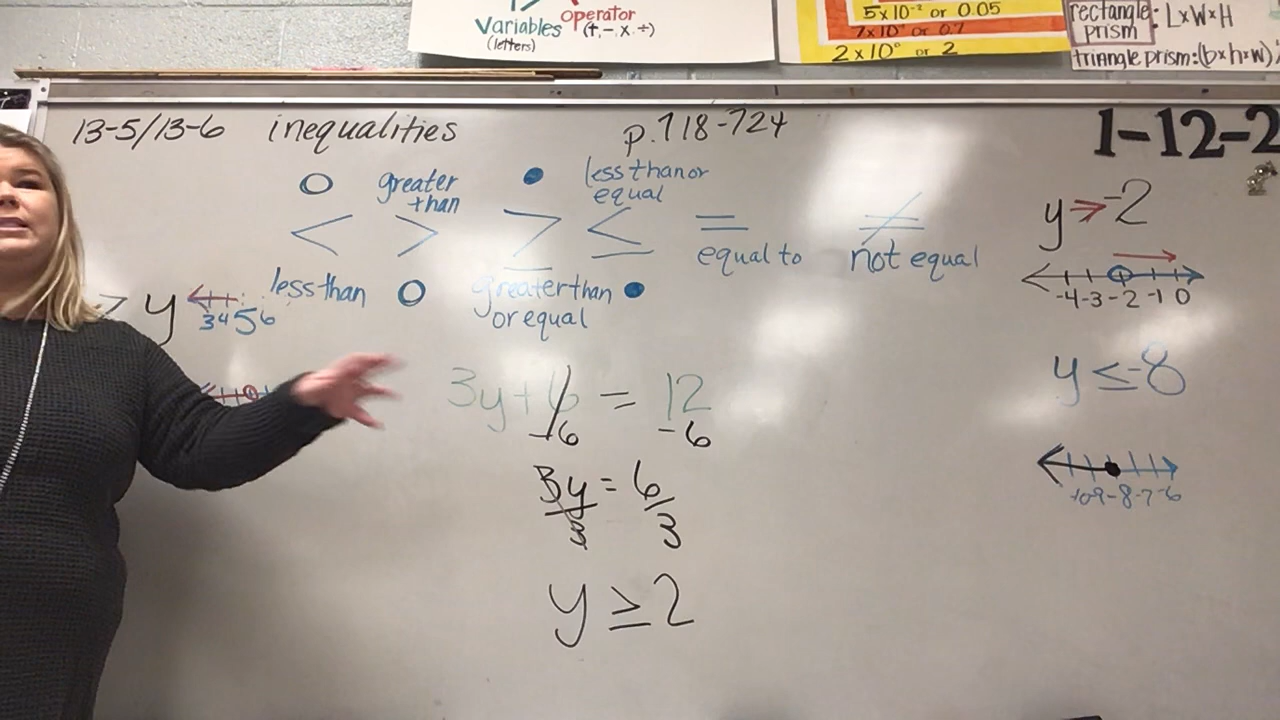 variables operator
(letters) (+, −, x, ÷)
5x10⁻² or 0.05
7x10⁻¹ or 0.7
2x10⁰ or 2
rectangle prism: LxWxH
triangle prism: (bxhxw)
13-5/13-6 inequalities p.718-724
1-12-2
○ greater than ● less than or equal
< > ≥ ≤ = ≠
less than ○ greater than or equal ● equal to not equal
> y
3 4 5 6
3y+6 = 12
-6 -6
3y = 6
3
y ≥ 2
y > -2
-4 -3 -2 -1 0
y ≤ -8
-9 -8 -7 -6